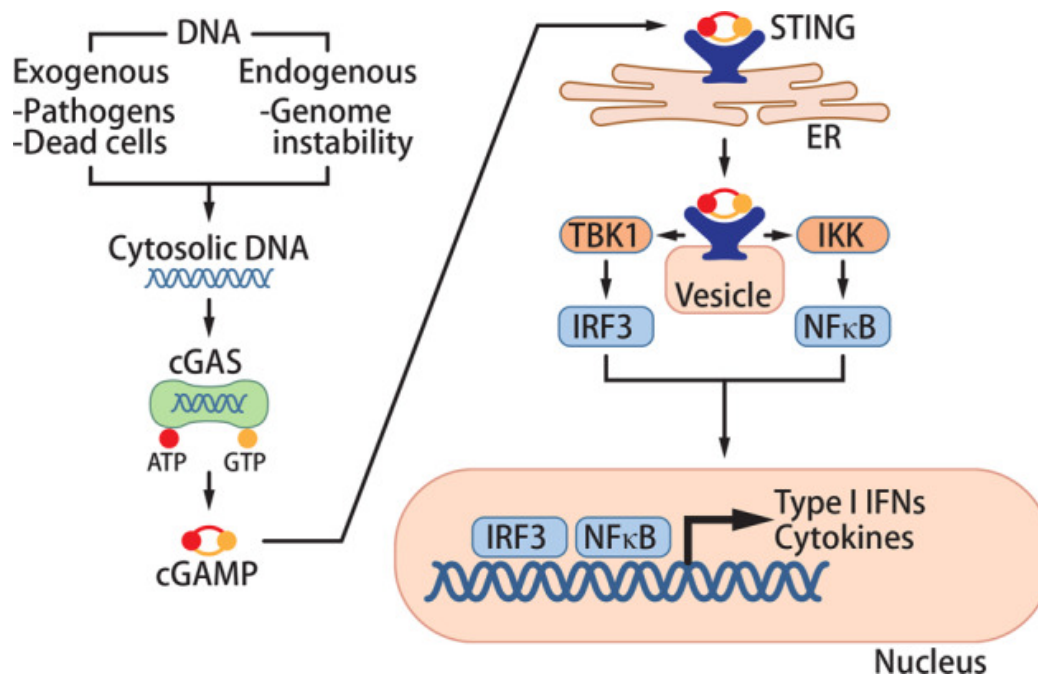 DNA
Exogenous
-Pathogens
-Dead cells
Endogenous
-Genome
instability
Cytosolic DNA
cGAS
ATP
GTP
cGAMP
STING
ER
TBK1
IKK
Vesicle
IRF3
NFκB
Type I IFNs
Cytokines
IRF3
NFκB
Nucleus